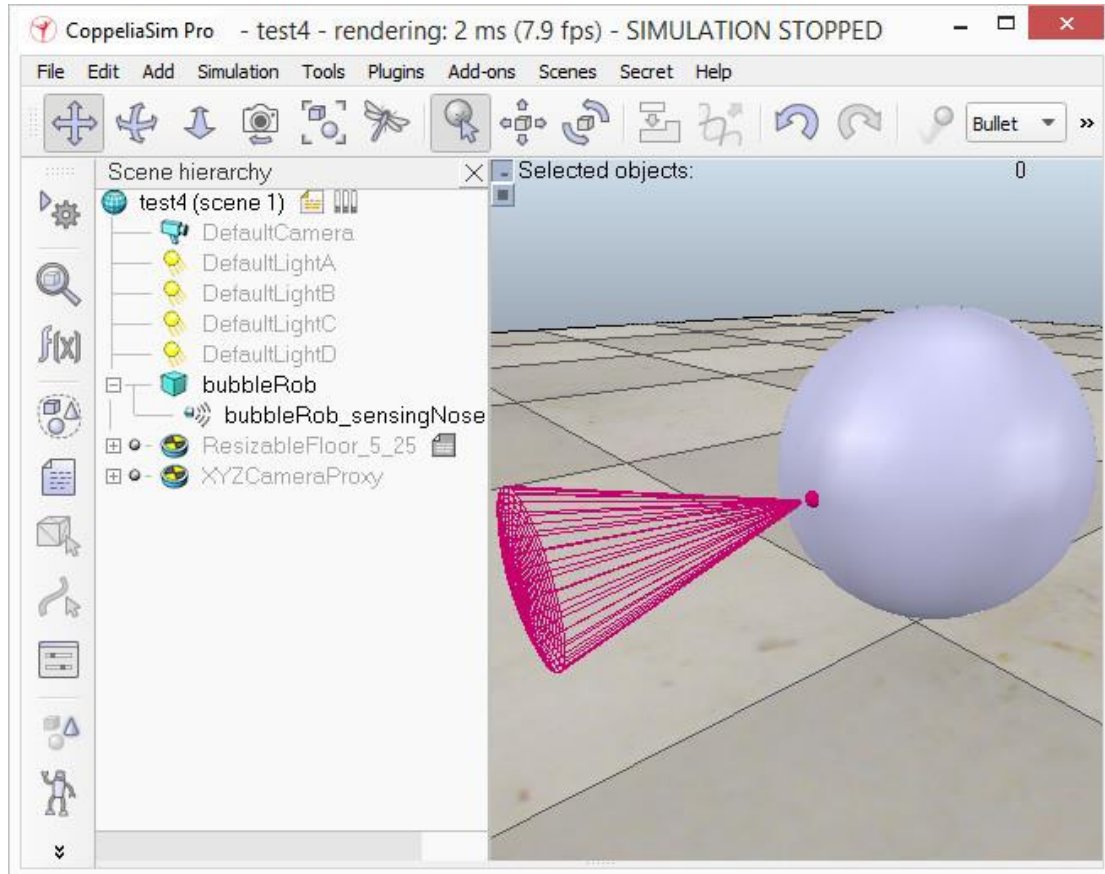 CoppeliaSim Pro - test4 - rendering: 2 ms (7.9 fps) - SIMULATION STOPPED
File Edit Add Simulation Tools Plugins Add-ons Scenes Secret Help
Bullet
Scene hierarchy
Selected objects: 0
test4 (scene 1)
DefaultCamera
DefaultLightA
DefaultLightB
DefaultLightC
DefaultLightD
f(x)
bubbleRob
bubbleRob_sensingNose
ResizableFloor_5_25
XYZCameraProxy